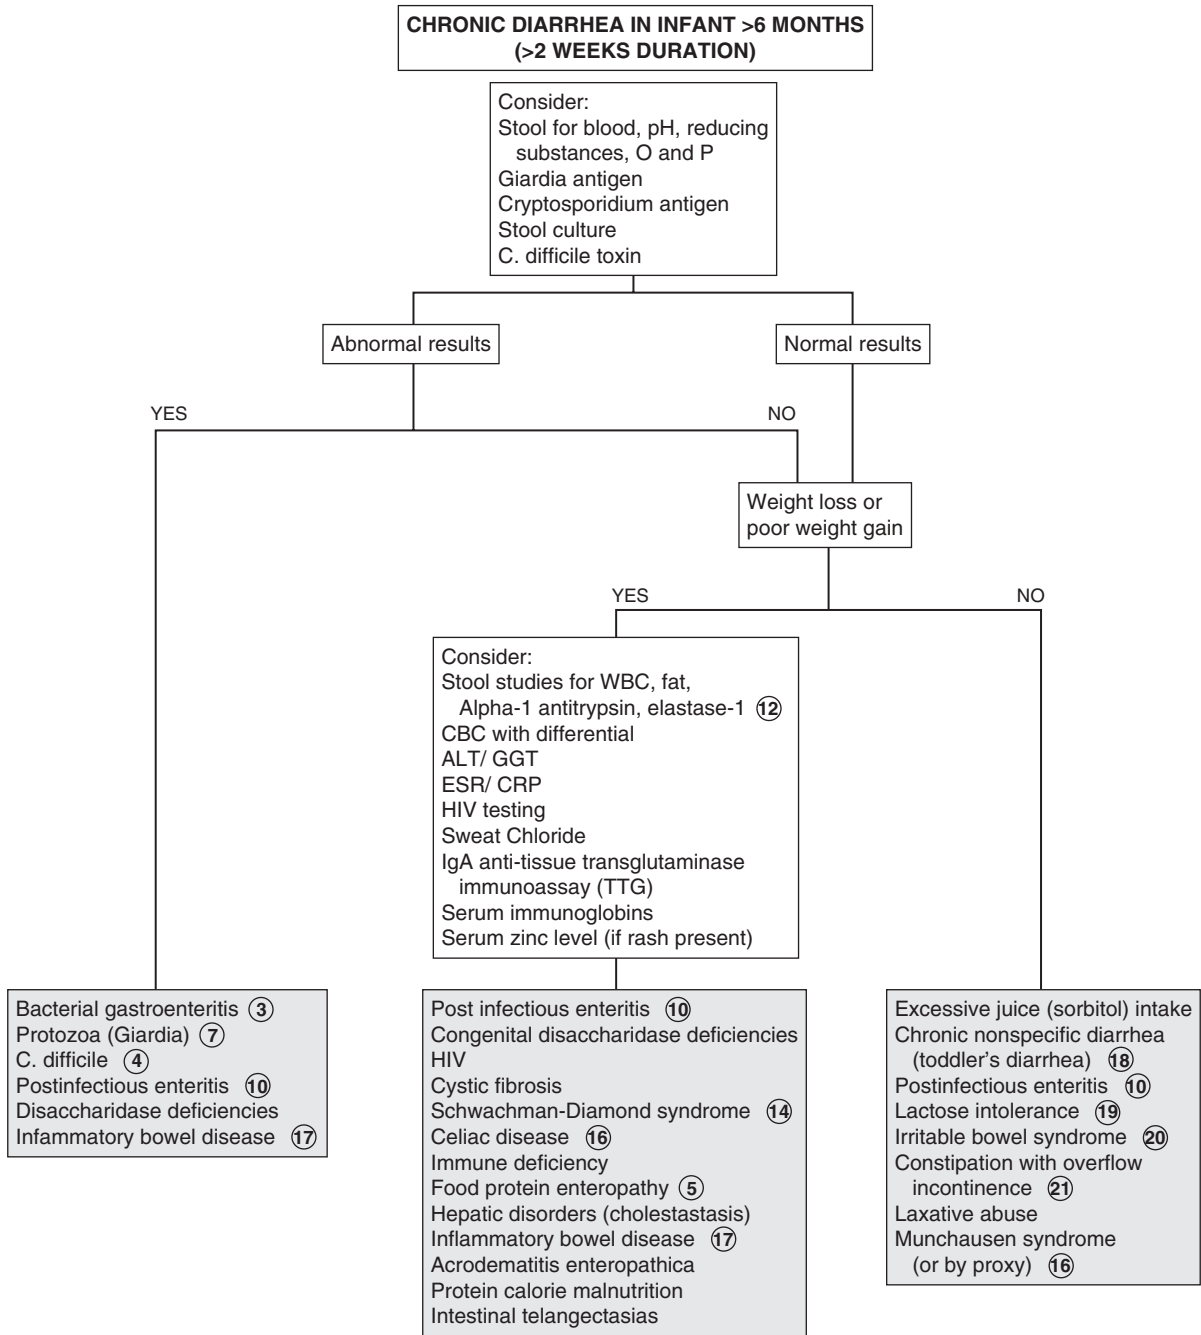 CHRONIC DIARRHEA IN INFANT >6 MONTHS
(>2 WEEKS DURATION)
Consider:
Stool for blood, pH, reducing
substances, O and P
Giardia antigen
Cryptosporidium antigen
Stool culture
C. difficile toxin
Abnormal results
Normal results
YES
NO
Weight loss or
poor weight gain
YES
NO
Consider:
Stool studies for WBC, fat,
Alpha-1 antitrypsin, elastase-1 12
CBC with differential
ALT/ GGT
ESR/ CRP
HIV testing
Sweat Chloride
IgA anti-tissue transglutaminase
immunoassay (TTG)
Serum immunoglobins
Serum zinc level (if rash present)
Bacterial gastroenteritis 3
Protozoa (Giardia) 7
C. difficile 4
Postinfectious enteritis 10
Disaccharidase deficiencies
Infammatory bowel disease 17
Post infectious enteritis 10
Congenital disaccharidase deficiencies
HIV
Cystic fibrosis
Schwachman-Diamond syndrome 14
Celiac disease 16
Immune deficiency
Food protein enteropathy 5
Hepatic disorders (cholestastasis)
Inflammatory bowel disease 17
Acrodematitis enteropathica
Protein calorie malnutrition
Intestinal telangectasias
Excessive juice (sorbitol) intake
Chronic nonspecific diarrhea
(toddler's diarrhea) 18
Postinfectious enteritis 10
Lactose intolerance 19
Irritable bowel syndrome 20
Constipation with overflow
incontinence 21
Laxative abuse
Munchausen syndrome
(or by proxy) 16